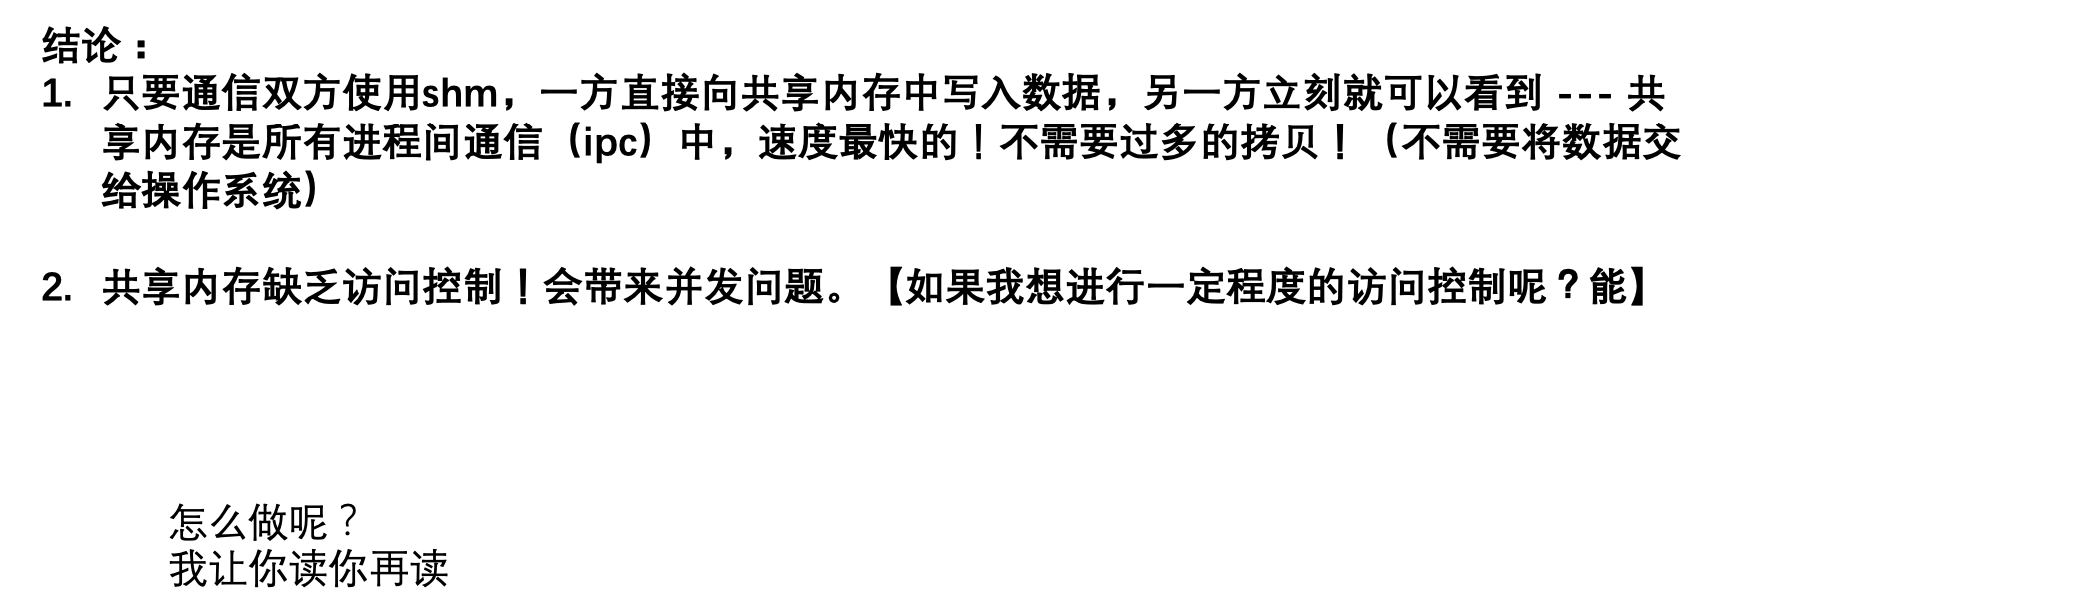 结论：
1. 只要通信双方使用shm，一方直接向共享内存中写入数据，另一方立刻就可以看到 --- 共
享内存是所有进程间通信（ipc）中，速度最快的！不需要过多的拷贝！（不需要将数据交
给操作系统）
2. 共享内存缺乏访问控制！会带来并发问题。【如果我想进行一定程度的访问控制呢？能】
怎么做呢？
我让你读你再读